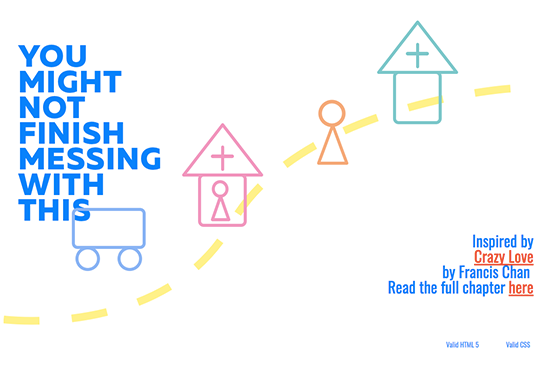 YOU
MIGHT
NOT
FINISH
MESSING
WITH
THIS
Inspired by
Crazy Love
by Francis Chan
Read the full chapter here
Valid HTML 5 Valid CSS